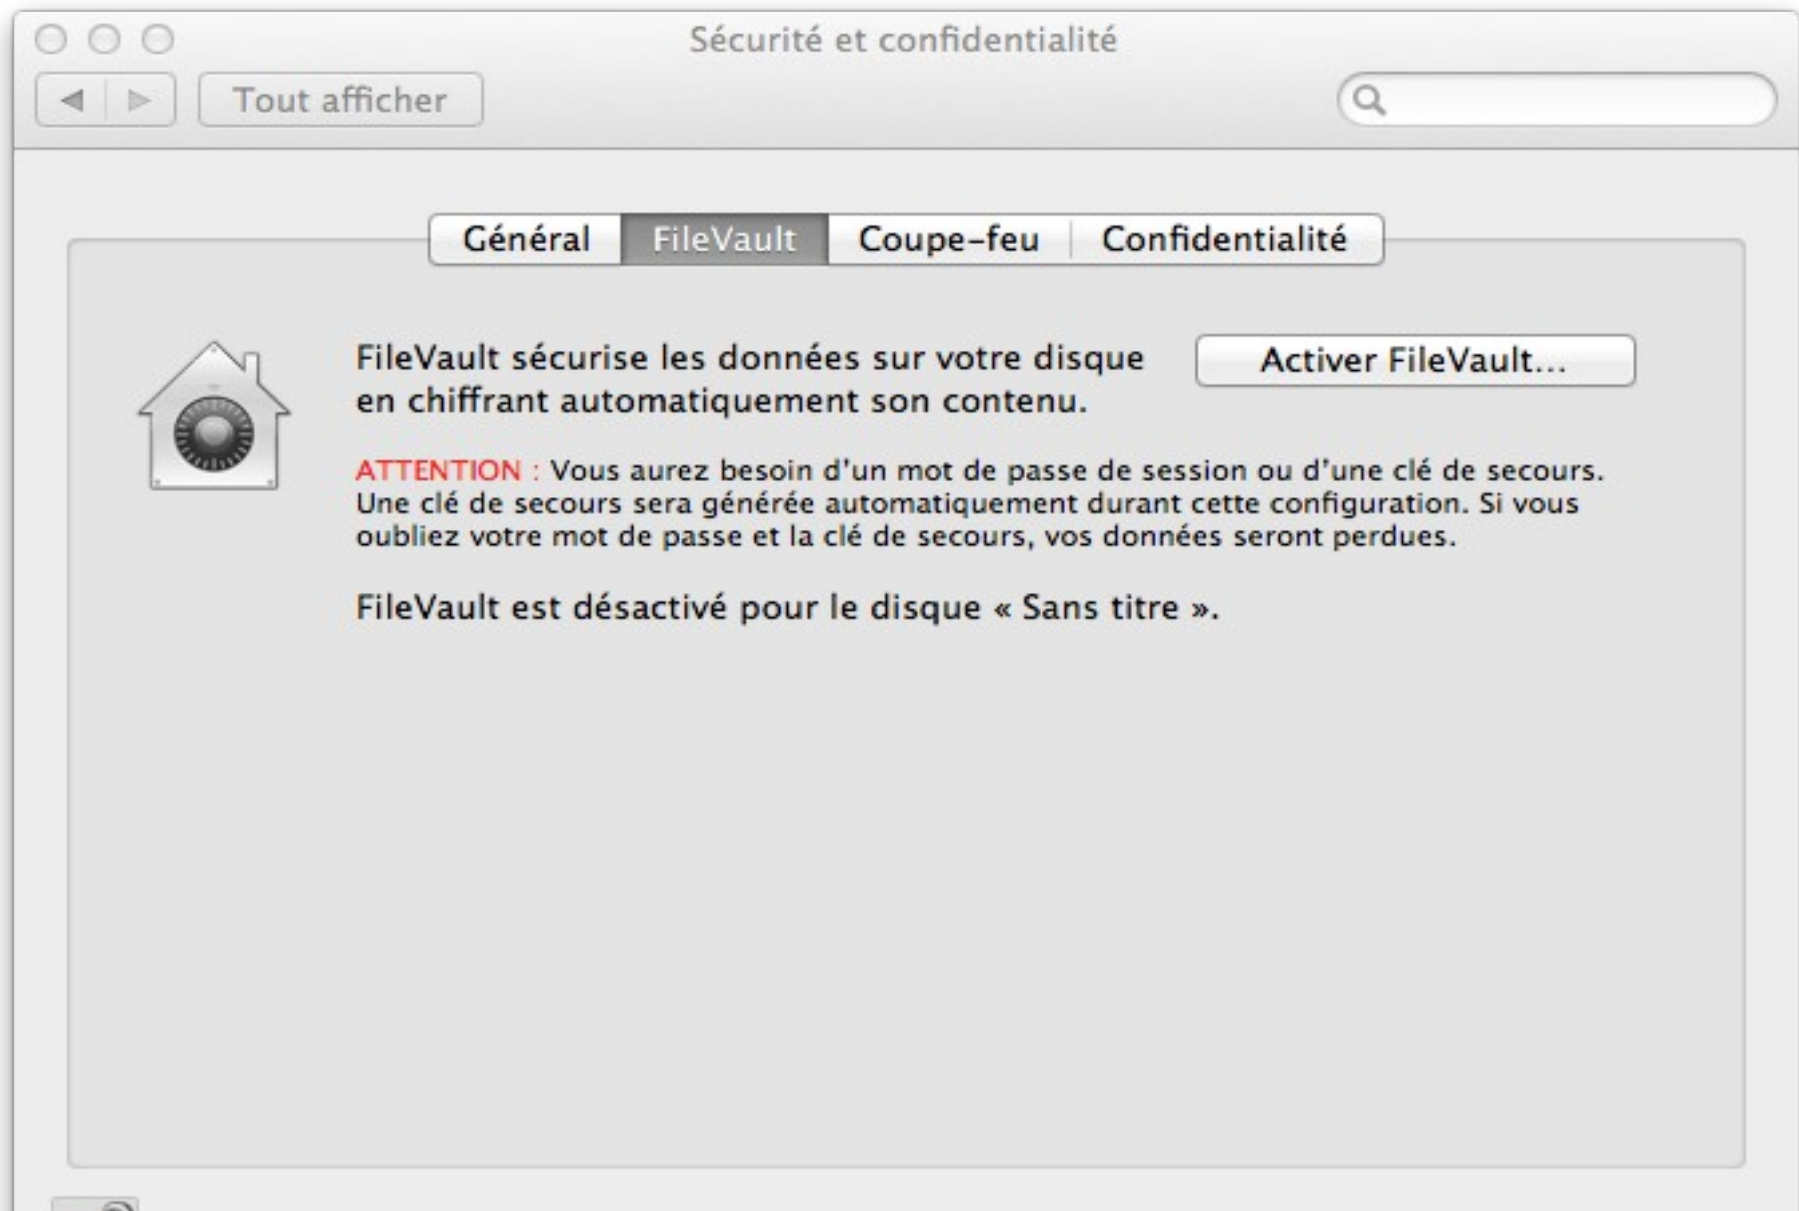 Sécurité et confidentialité
Tout afficher
Général FileVault Coupe-feu Confidentialité
FileVault sécurise les données sur votre disque
en chiffrant automatiquement son contenu.
Activer FileVault...
ATTENTION : Vous aurez besoin d'un mot de passe de session ou d'une clé de secours.
Une clé de secours sera générée automatiquement durant cette configuration. Si vous
oubliez votre mot de passe et la clé de secours, vos données seront perdues.
FileVault est désactivé pour le disque « Sans titre ».